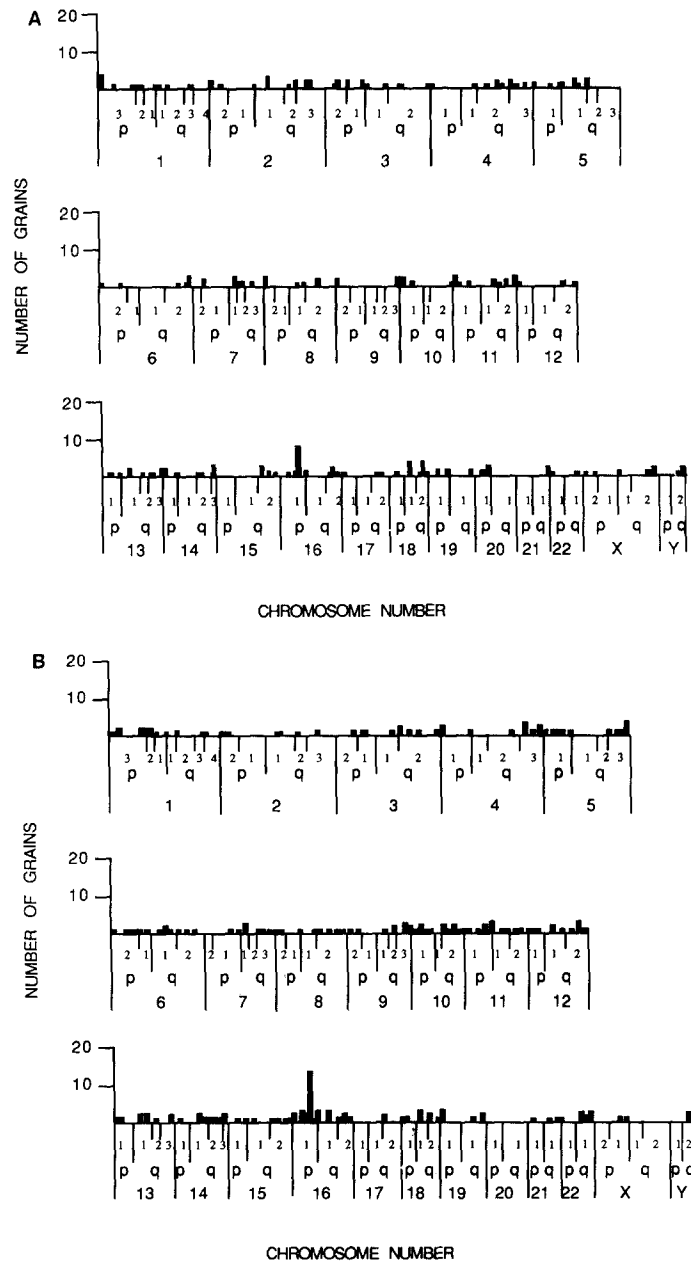 A
20
10
3 2 1 1 2 3 4 2 1 1 2 3 2 1 1 2 1 1 2 3 1 1 2 3
p q p q p q p q p q
1 2 3 4 5
NUMBER OF GRAINS
20
10
2 1 1 2 2 1 1 2 3 2 1 1 2 2 1 1 2 3 1 1 2 1 1 2 1 1 2
p q p q p q p q p q p q p q
6 7 8 9 10 11 12
20
10
1 1 2 3 1 1 2 3 1 1 2 1 1 2 1 1 2 1 1 2 1 1 1 1 1 1 1 1 2 1 1 2 1 2
p q p q p q p q p q p q p q p q p q p q p q p q
13 14 15 16 17 18 19 20 21 22 X Y
CHROMOSOME NUMBER
B
20
10
3 2 1 1 2 3 4 2 1 1 2 3 2 1 1 2 1 1 2 3 1 1 2 3
p q p q p q p q p q
1 2 3 4 5
NUMBER OF GRAINS
20
10
2 1 1 2 2 1 1 2 3 2 1 1 2 2 1 1 2 3 1 1 2 1 1 2 1 1 2
p q p q p q p q p q p q p q
6 7 8 9 10 11 12
20
10
1 1 2 3 1 1 2 3 1 1 2 1 1 2 1 1 2 1 1 2 1 1 1 1 1 1 1 1 2 1 1 2 1 2
p q p q p q p q p q p q p q p q p q p q p q p q
13 14 15 16 17 18 19 20 21 22 X Y
CHROMOSOME NUMBER